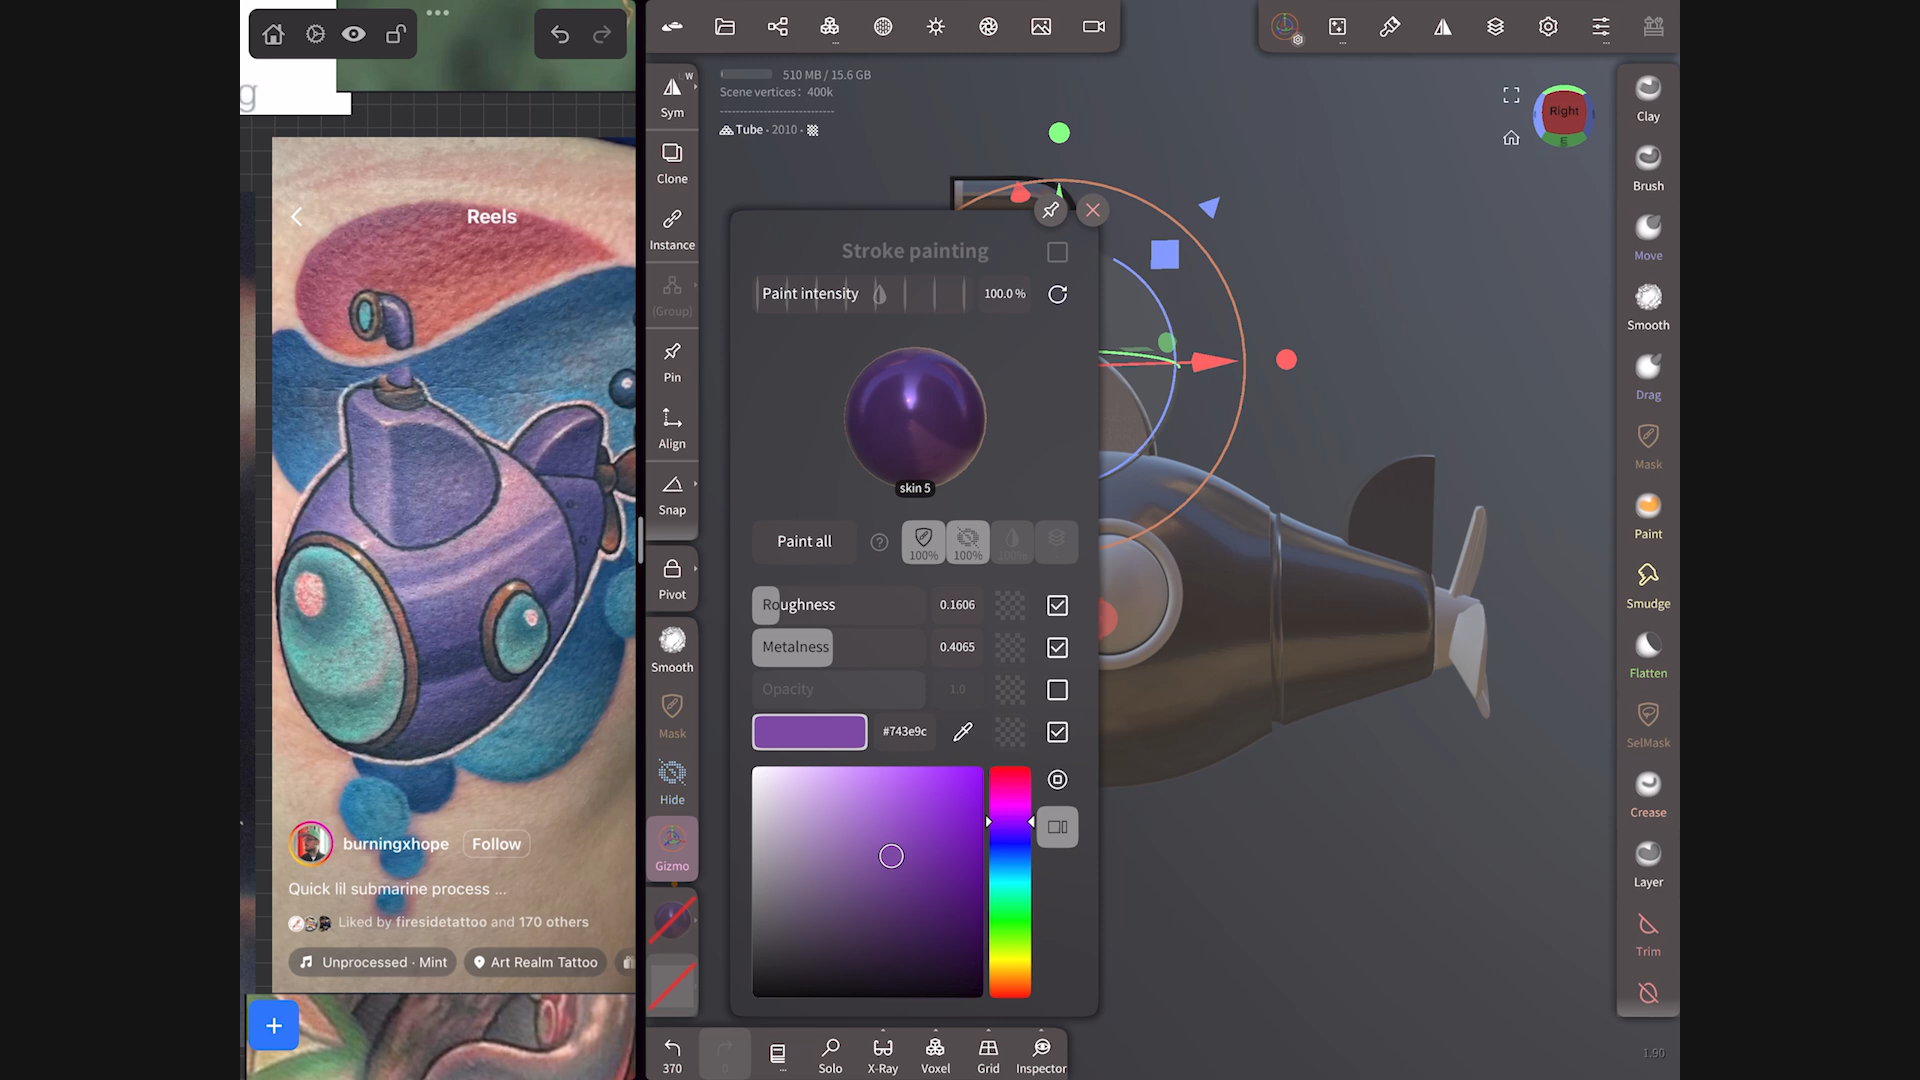 g
Reels
burningxhope
Follow
Quick lil submarine process ...
Liked by firesidetattoo and 170 others
Unprocessed · Mint
Art Realm Tattoo
W
Sym
Clone
Instance
(Group)
Pin
Align
Snap
Pivot
Smooth
Mask
Hide
Gizmo
510 MB / 15.6 GB
Scene vertices: 400k
Tube · 2010 ·
Stroke painting
Paint intensity 100.0 %
skin 5
Paint all ? 100% 100% 100%
Roughness 0.1606
Metalness 0.4065
Opacity 1.0
#743e9c
370
0
Solo
X-Ray
Voxel
Grid
Inspector
Right
Clay
Brush
Move
Smooth
Drag
Mask
Paint
Smudge
Flatten
SelMask
Crease
Layer
Trim
1.90